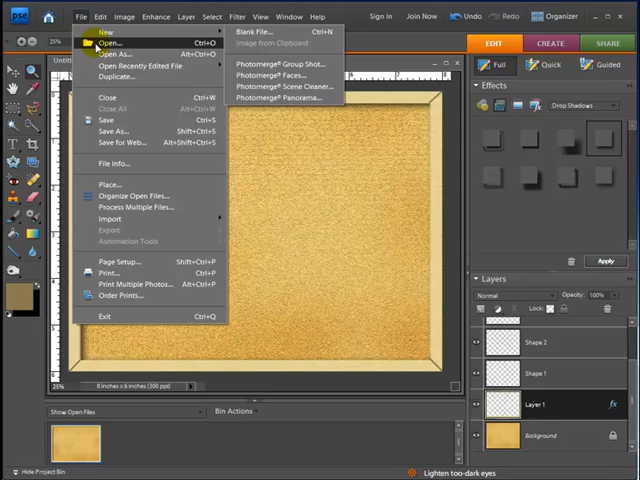 pse File Edit Image Enhance Layer Select Filter View Window Help Sign In Join Now Organizer
25%
New
Open... Ctrl+O
Open As... Alt+Ctrl+O
Open Recently Edited File
Duplicate...
Close Ctrl+W
Close All Alt+Ctrl+W
Save Ctrl+S
Save As... Shift+Ctrl+S
Save for Web... Alt+Shift+Ctrl+S
File Info...
Place...
Organize Open Files...
Process Multiple Files...
Import
Export
Automation Tools
Page Setup... Shift+Ctrl+P
Print... Ctrl+P
Print Multiple Photos... Alt+Ctrl+P
Order Prints...
Exit Ctrl+Q
Blank File... Ctrl+N
Image from Clipboard
Photomerge® Group Shot...
Photomerge® Faces...
Photomerge® Scene Cleaner...
Photomerge® Panorama...
EDIT CREATE SHARE
Full Quick Guided
Effects
Drop Shadows
Apply
Layers
Normal Opacity: 100%
Lock:
Shape 2
Shape 1
Layer 1 fx
Background
7 8
5
6
25% 8 inches x 6 inches (300 ppi)
Show Open Files Bin Actions
Hide Project Bin
Lighten too-dark eyes